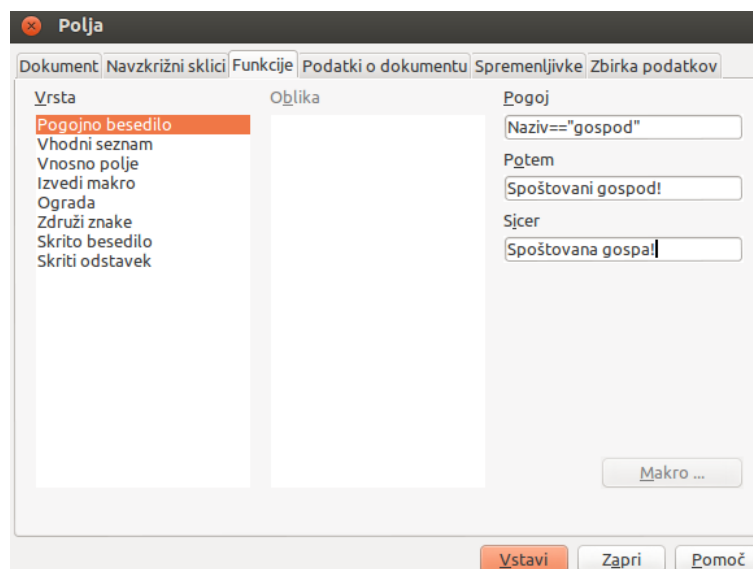 Polja
Dokument Navzkrižni sklici Funkcije Podatki o dokumentu Spremenljivke Zbirka podatkov
Vrsta
Pogojno besedilo
Vhodni seznam
Vnosno polje
Izvedi makro
Ograda
Združi znake
Skrito besedilo
Skriti odstavek
Oblika
Pogoj
Naziv=="gospod"
Potem
Spoštovani gospod!
Sicer
Spoštovana gospa!
Makro ...
Vstavi Zapri Pomoč